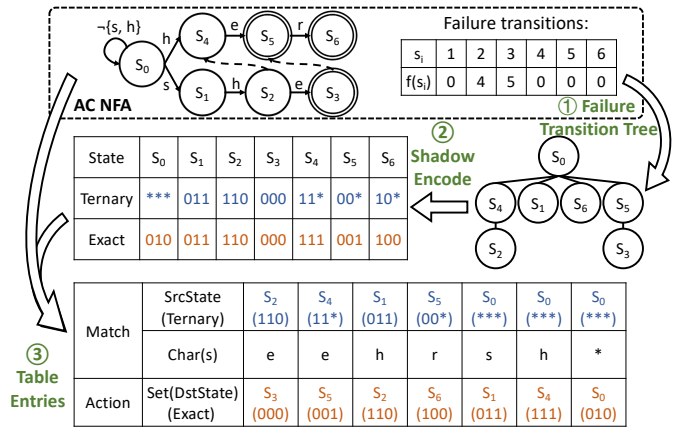 ¬{s, h}
S0
h
s
S4
e
S5
r
S6
S1
h
S2
e
S3
AC NFA
Failure transitions:
si 1 2 3 4 5 6
f(si) 0 4 5 0 0 0
① Failure
Transition Tree
S0
S4 S1 S6 S5
S2 S3
②
Shadow
Encode
State S0 S1 S2 S3 S4 S5 S6
Ternary *** 011 110 000 11* 00* 10*
Exact 010 011 110 000 111 001 100
③
Table
Entries
Match
SrcState S2 S4 S1 S5 S0 S0 S0
(Ternary) (110) (11*) (011) (00*) (***) (***) (***)
Char(s) e e h r s h *
Action
Set(DstState) S3 S5 S2 S6 S1 S4 S0
(Exact) (000) (001) (110) (100) (011) (111) (010)